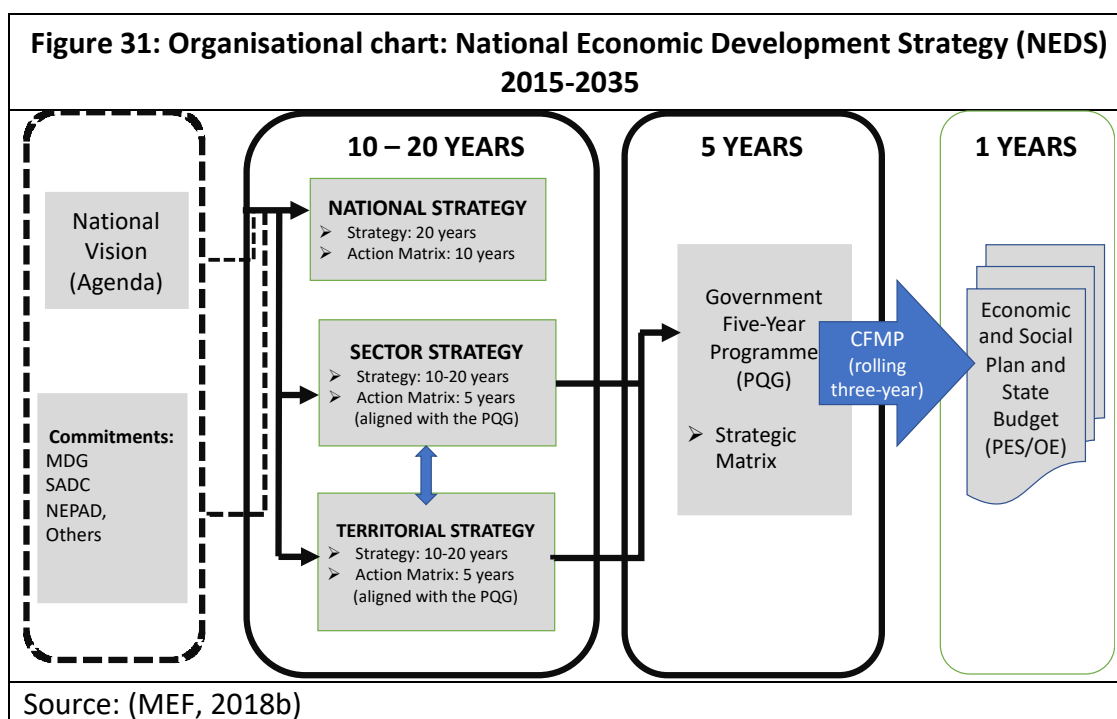 Figure 31: Organisational chart: National Economic Development Strategy (NEDS)
2015-2035
National
Vision
(Agenda)
Commitments:
MDG
SADC
NEPAD,
Others
10 – 20 YEARS
NATIONAL STRATEGY
➢ Strategy: 20 years
➢ Action Matrix: 10 years
SECTOR STRATEGY
➢ Strategy: 10-20 years
➢ Action Matrix: 5 years
(aligned with the PQG)
TERRITORIAL STRATEGY
➢ Strategy: 10-20 years
➢ Action Matrix: 5 years
(aligned with the PQG)
5 YEARS
Government
Five-Year
Programme
(PQG)
➢ Strategic
Matrix
CFMP
(rolling
three-year)
1 YEARS
Economic
and Social
Plan and
State
Budget
(PES/OE)
Source: (MEF, 2018b)